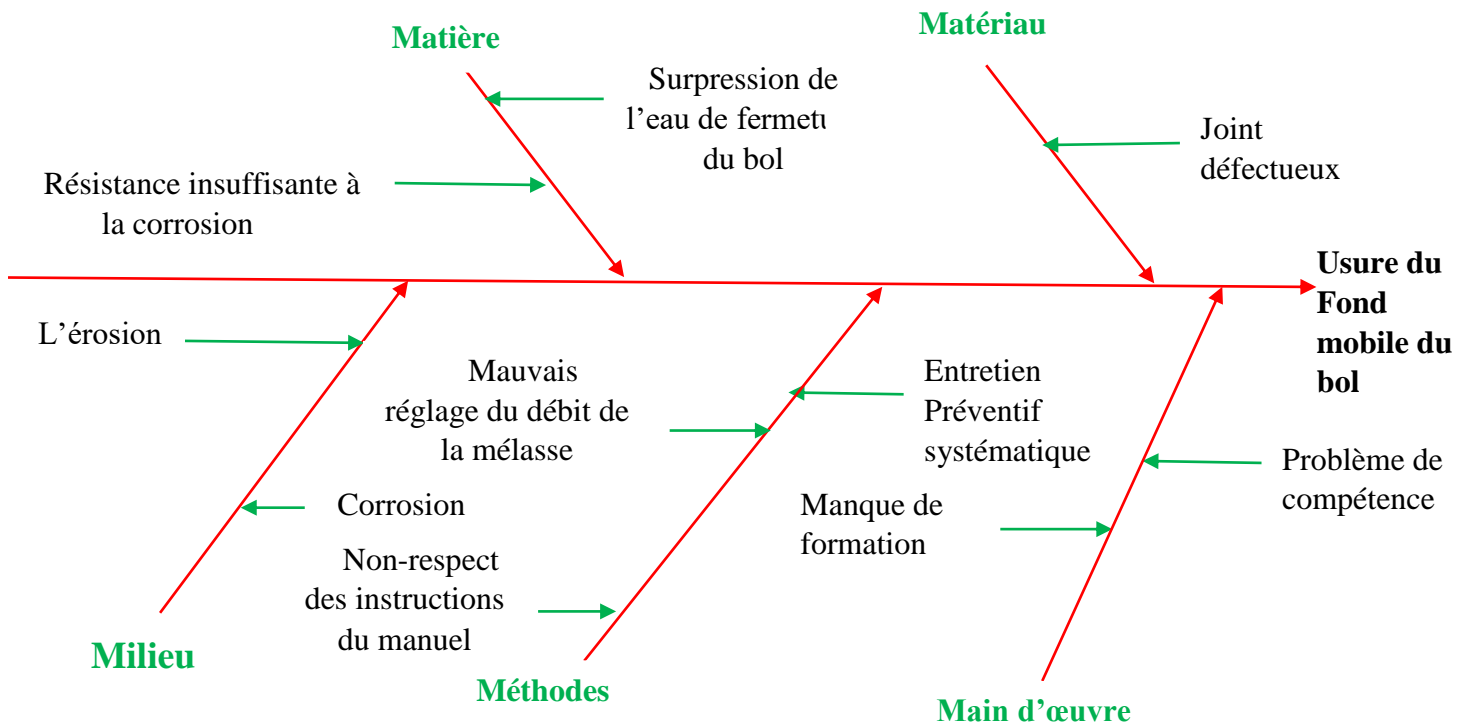 Matière
Matériau
Surpression de
l’eau de fermetu
du bol
Joint
défectueux
Résistance insuffisante à
la corrosion
Usure du
Fond
mobile du
bol
L’érosion
Mauvais
réglage du débit de
la mélasse
Entretien
Préventif
systématique
Problème de
compétence
Corrosion
Manque de
formation
Non-respect
des instructions
du manuel
Milieu
Méthodes
Main d’œuvre